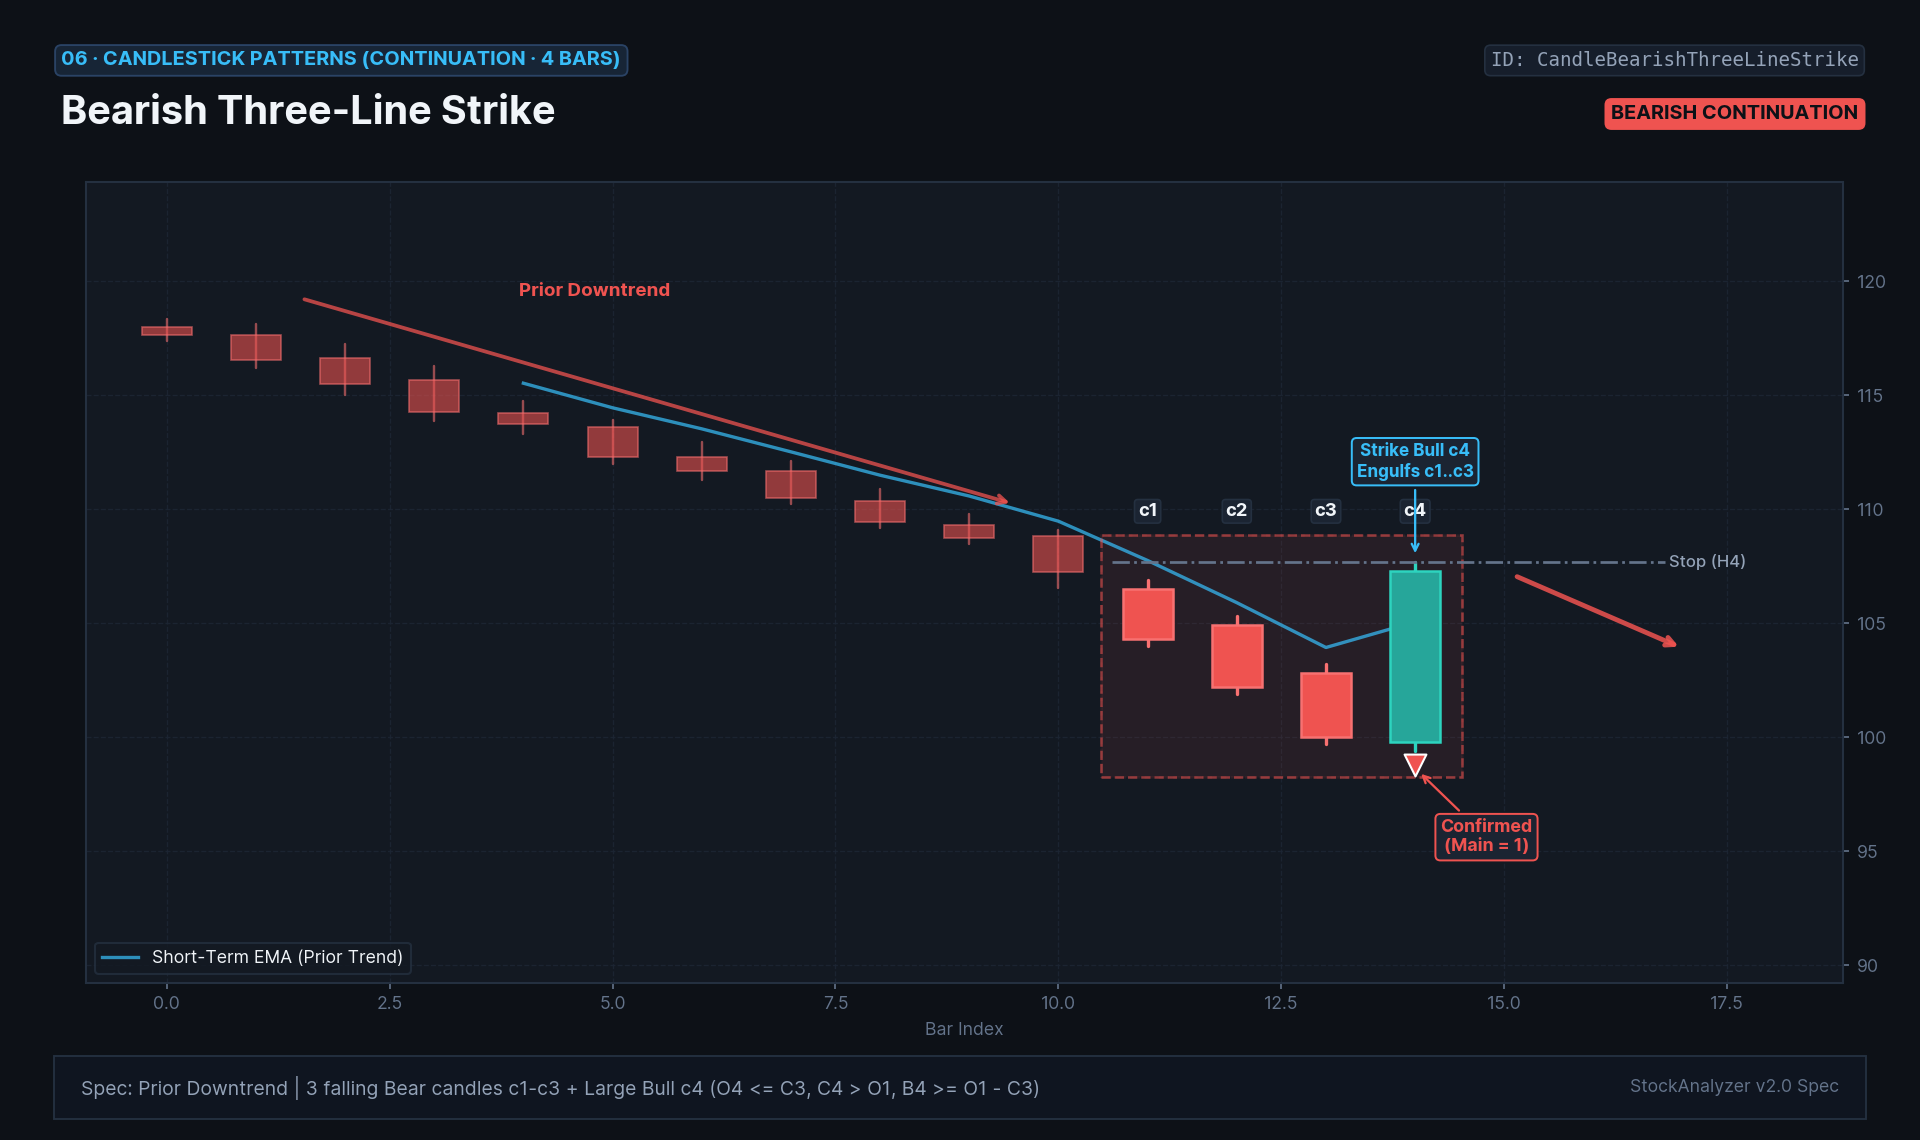 06 · CANDLESTICK PATTERNS (CONTINUATION · 4 BARS)
ID: CandleBearishThreeLineStrike
Bearish Three-Line Strike
BEARISH CONTINUATION
Prior Downtrend
Strike Bull c4
Engulfs c1..c3
c1
c2
c3
c4
Stop (H4)
Confirmed
(Main = 1)
120
115
110
105
100
95
90
Short-Term EMA (Prior Trend)
0.0
2.5
5.0
7.5
10.0
12.5
15.0
17.5
Bar Index
Spec: Prior Downtrend | 3 falling Bear candles c1-c3 + Large Bull c4 (O4 <= C3, C4 > O1, B4 >= O1 - C3)
StockAnalyzer v2.0 Spec